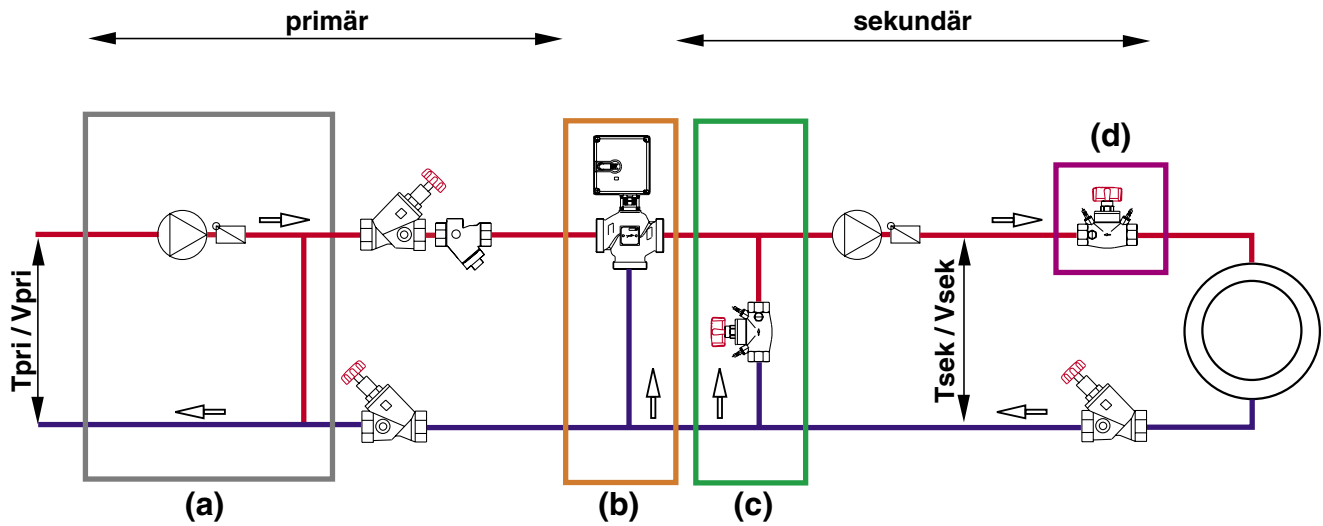 primär
sekundär
(d)
Tpri / Vpri
Tsek / Vsek
(a)
(b)
(c)